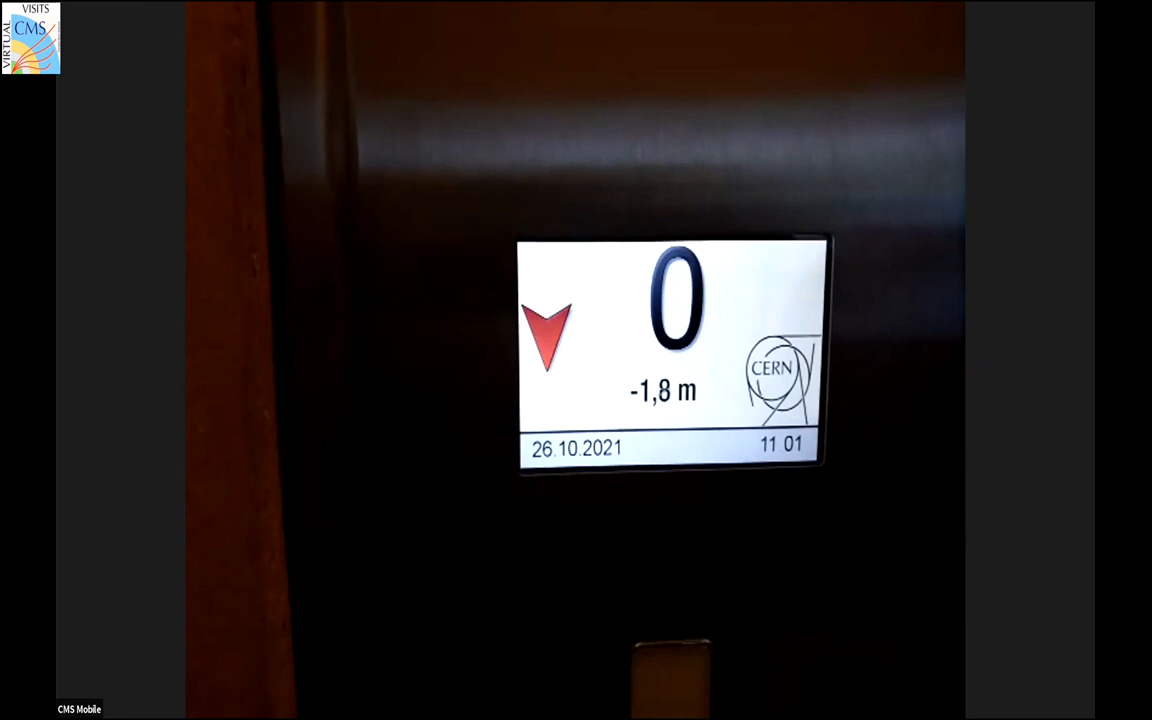 VISITS
VIRTUAL
CMS
0
-1,8 m
CERN
26.10.2021
11 01
CMS Mobile